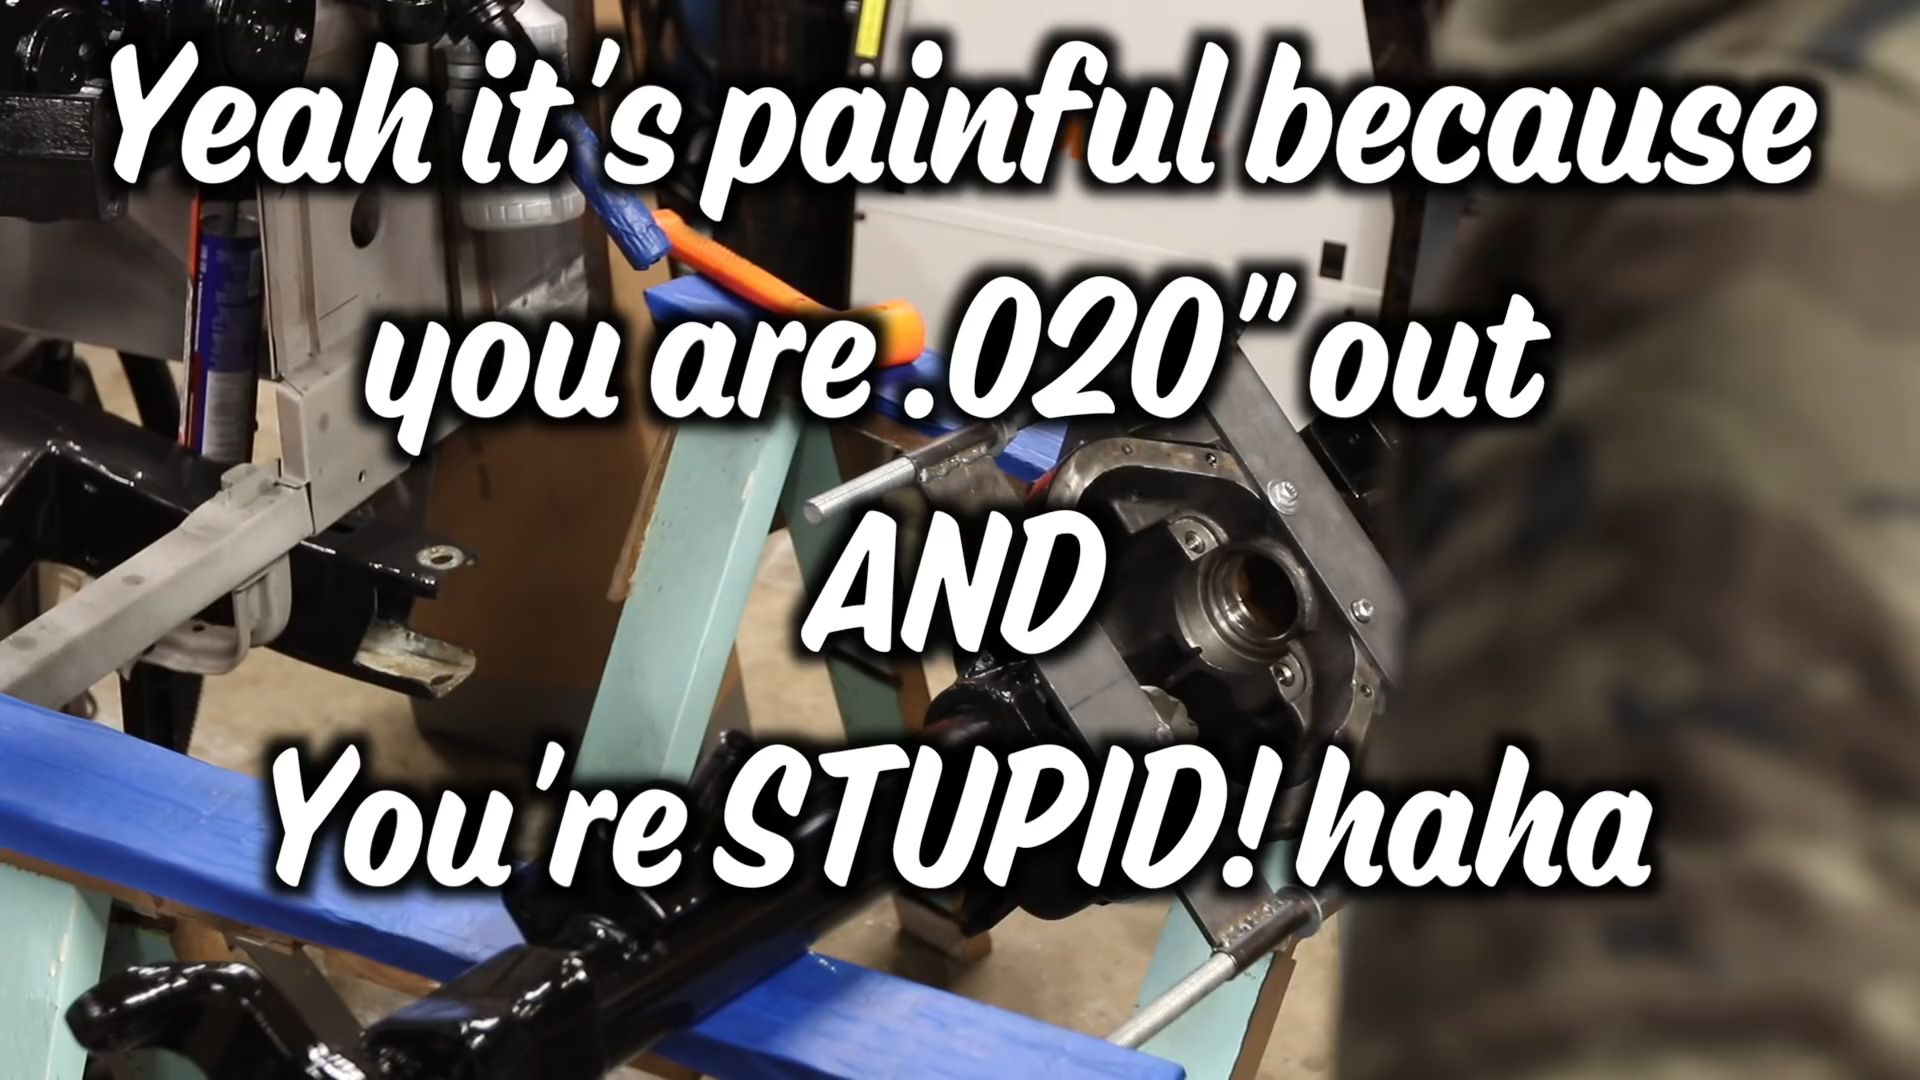 Yeah it's painful because
you are .020" out
AND
You're STUPID! haha